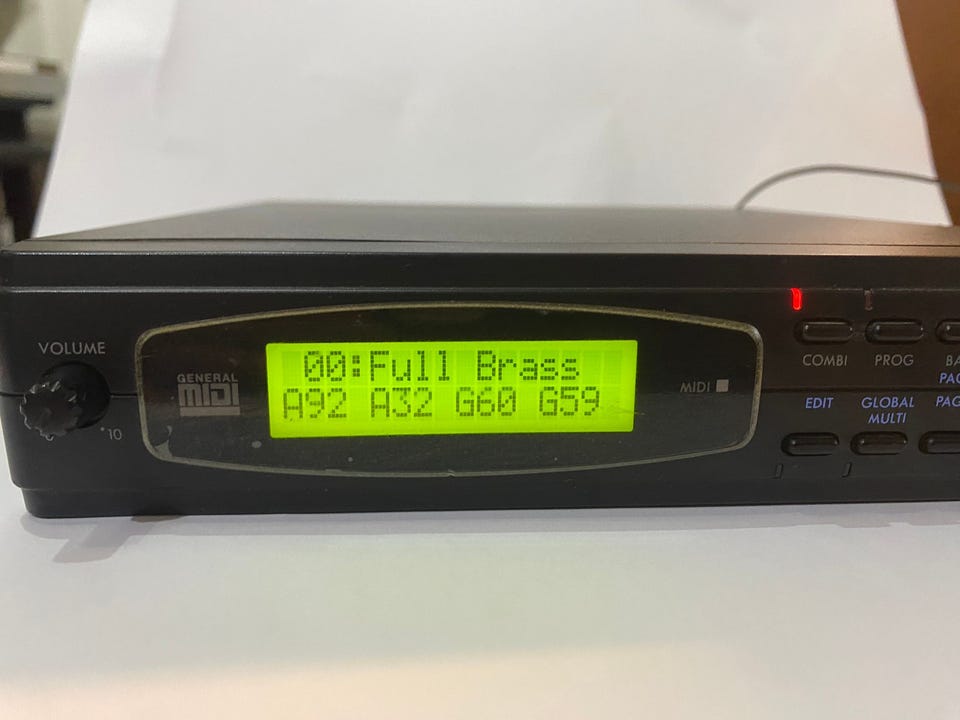 VOLUME
10
GENERAL
MIDI
00:Full Brass
A92 A32 G60 G59
MIDI
COMBI
PROG
EDIT
GLOBAL
MULTI